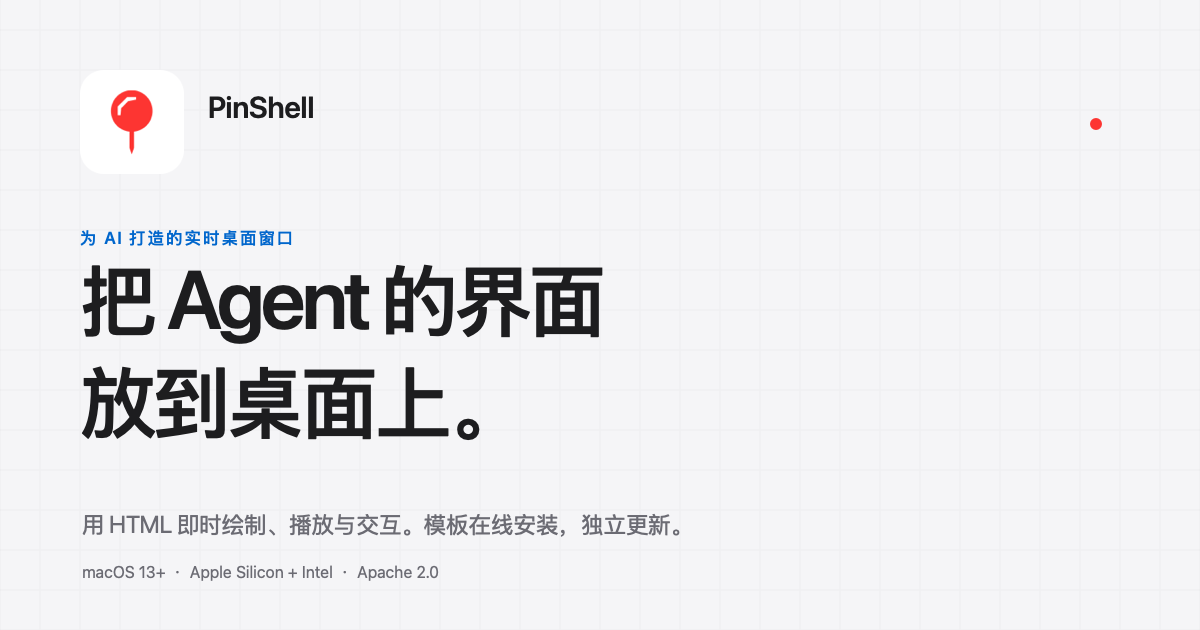 PinShell
为 AI 打造的实时桌面窗口
把 Agent 的界面
放到桌面上。
用 HTML 即时绘制、播放与交互。模板在线安装，独立更新。
macOS 13+ · Apple Silicon + Intel · Apache 2.0